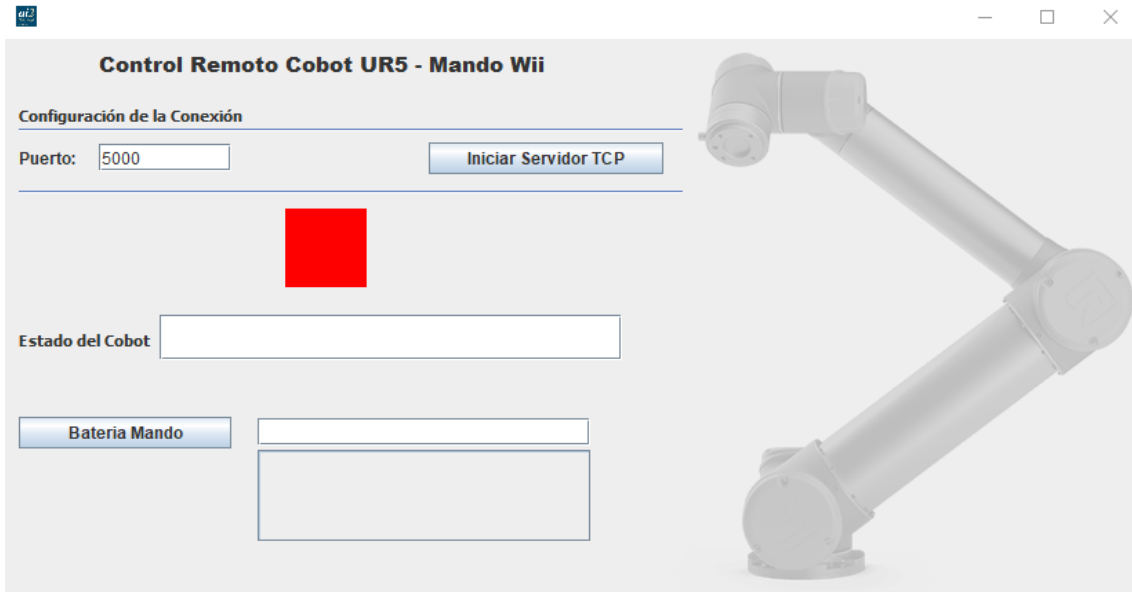 ai2
Control Remoto Cobot UR5 - Mando Wii
Configuración de la Conexión
Puerto: 5000 Iniciar Servidor TCP
Estado del Cobot
Bateria Mando